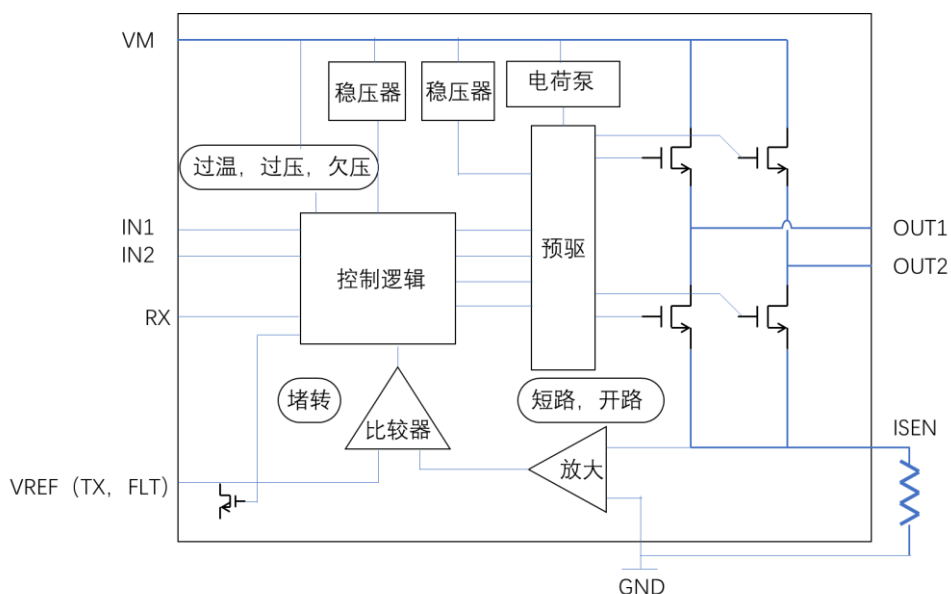 VM
稳压器
稳压器
电荷泵
过温，过压，欠压
IN1
IN2
RX
控制逻辑
预驱
OUT1
OUT2
堵转
比较器
短路，开路
放大
ISEN
VREF（TX，FLT）
GND